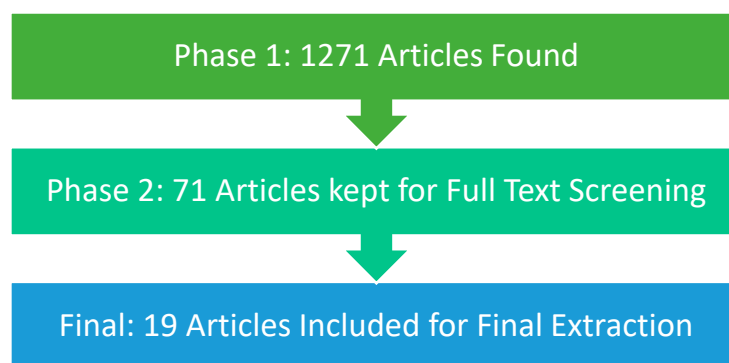 Phase 1: 1271 Articles Found
Phase 2: 71 Articles kept for Full Text Screening
Final: 19 Articles Included for Final Extraction